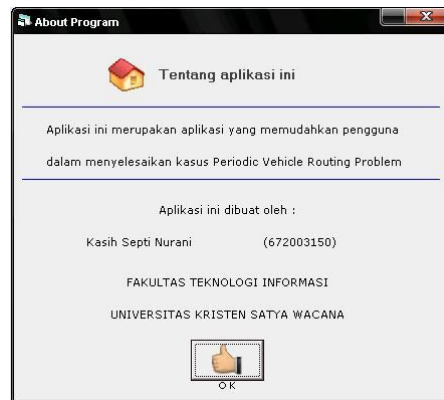 About Program
Tentang aplikasi ini
Aplikasi ini merupakan aplikasi yang memudahkan pengguna
dalam menyelesaikan kasus Periodic Vehicle Routing Problem
Aplikasi ini dibuat oleh :
Kasih Septi Nurani (672003150)
FAKULTAS TEKNOLOGI INFORMASI
UNIVERSITAS KRISTEN SATYA WACANA
OK